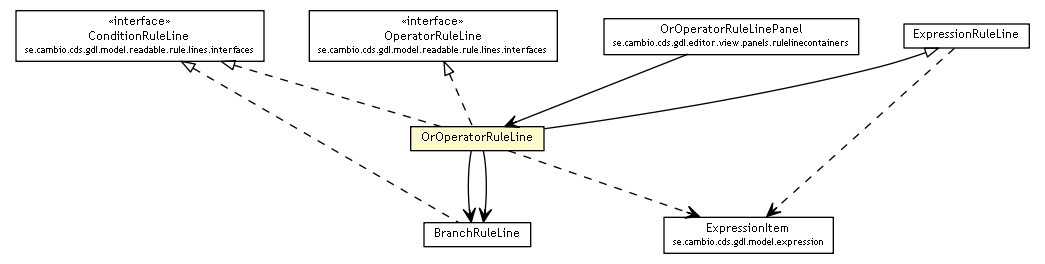 «interface»
ConditionRuleLine
se.cambio.cds.gdl.model.readable.rule.lines.interfaces
«interface»
OperatorRuleLine
se.cambio.cds.gdl.model.readable.rule.lines.interfaces
OrOperatorRuleLinePanel
se.cambio.cds.gdl.editor.view.panels.rulelinecontainers
ExpressionRuleLine
OrOperatorRuleLine
BranchRuleLine
ExpressionItem
se.cambio.cds.gdl.model.expression